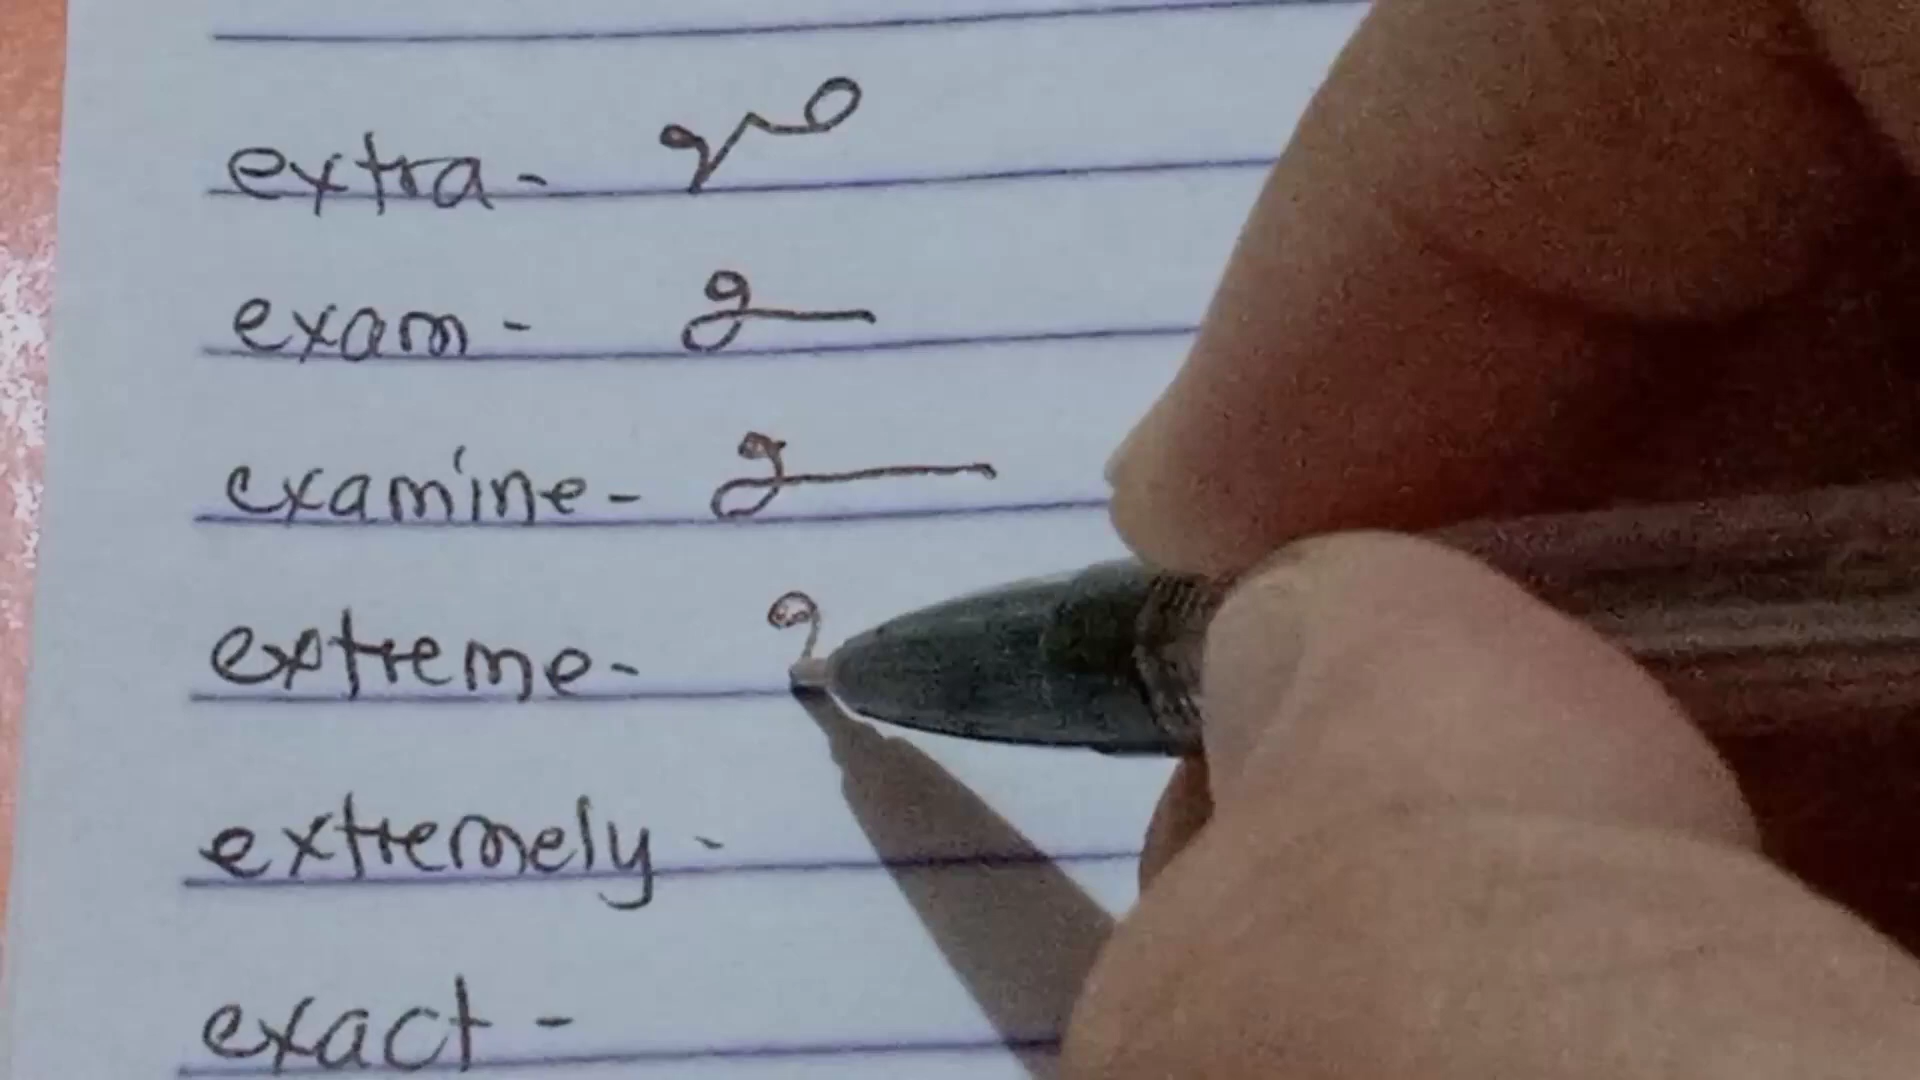 extra -
exam -
examine -
extreme -
extremely -
exact -